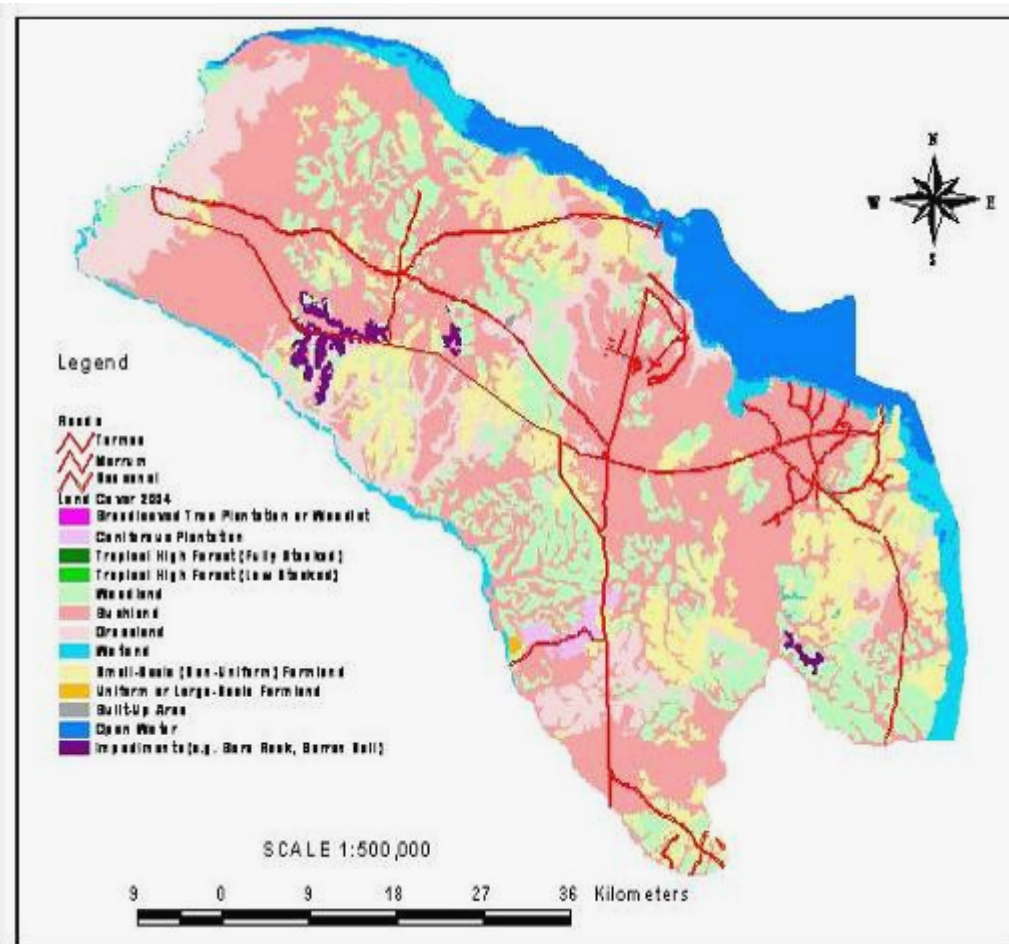 N
W E
S
Legend
Roads
Tarmac
Murrum
Seasonal
Land Cover 2004
Broadleaved Tree Plantation or Woodlot
Coniferous Plantation
Tropical High Forest (Fully Stocked)
Tropical High Forest (Low Stocked)
Woodland
Bushland
Grassland
Wetland
Small-Scale (Non-Uniform) Farmland
Uniform or Large-Scale Farmland
Built-Up Area
Open Water
Impediments (e.g. Bare Rock, Barren Soil)
SCALE 1:500,000
9 0 9 18 27 36 Kilometers